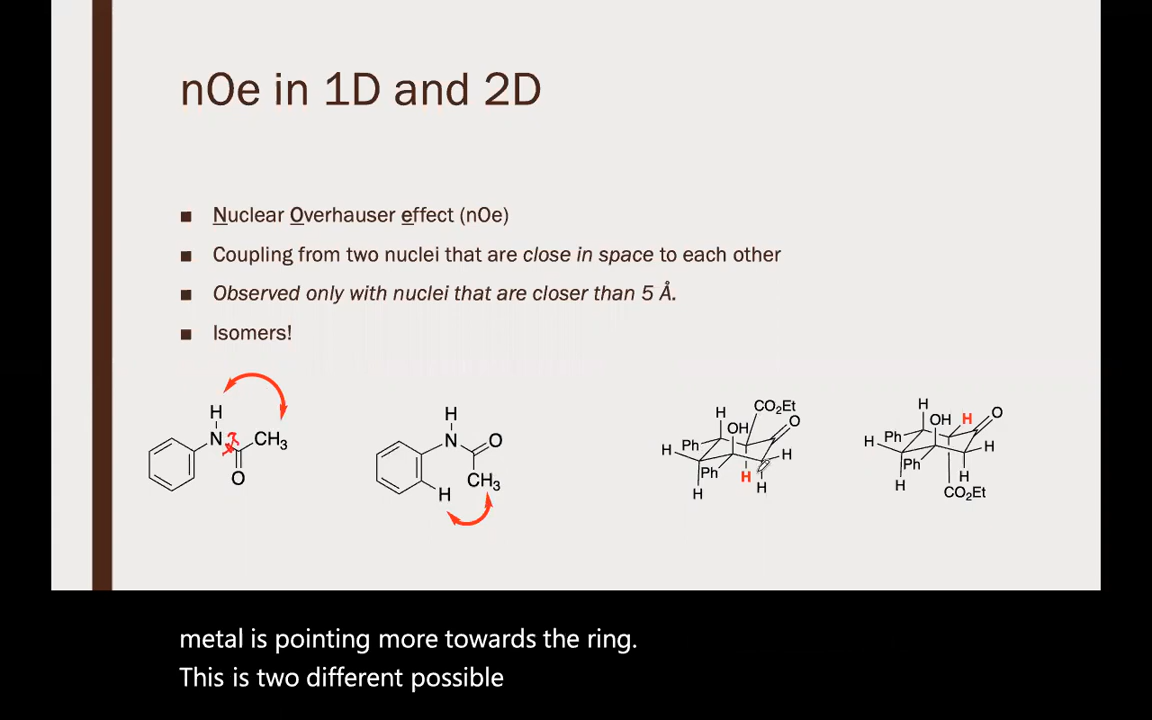 nOe in 1D and 2D
Nuclear Overhauser effect (nOe)
Coupling from two nuclei that are close in space to each other
Observed only with nuclei that are closer than 5 Å.
Isomers!
H
N
CH₃
O
H
N
O
CH₃
H
CO₂Et
H
OH
O
Ph
H
H
Ph
H
H
H
H
OH
H
O
Ph
H
H
Ph
H
H
CO₂Et
metal is pointing more towards the ring.
This is two different possible